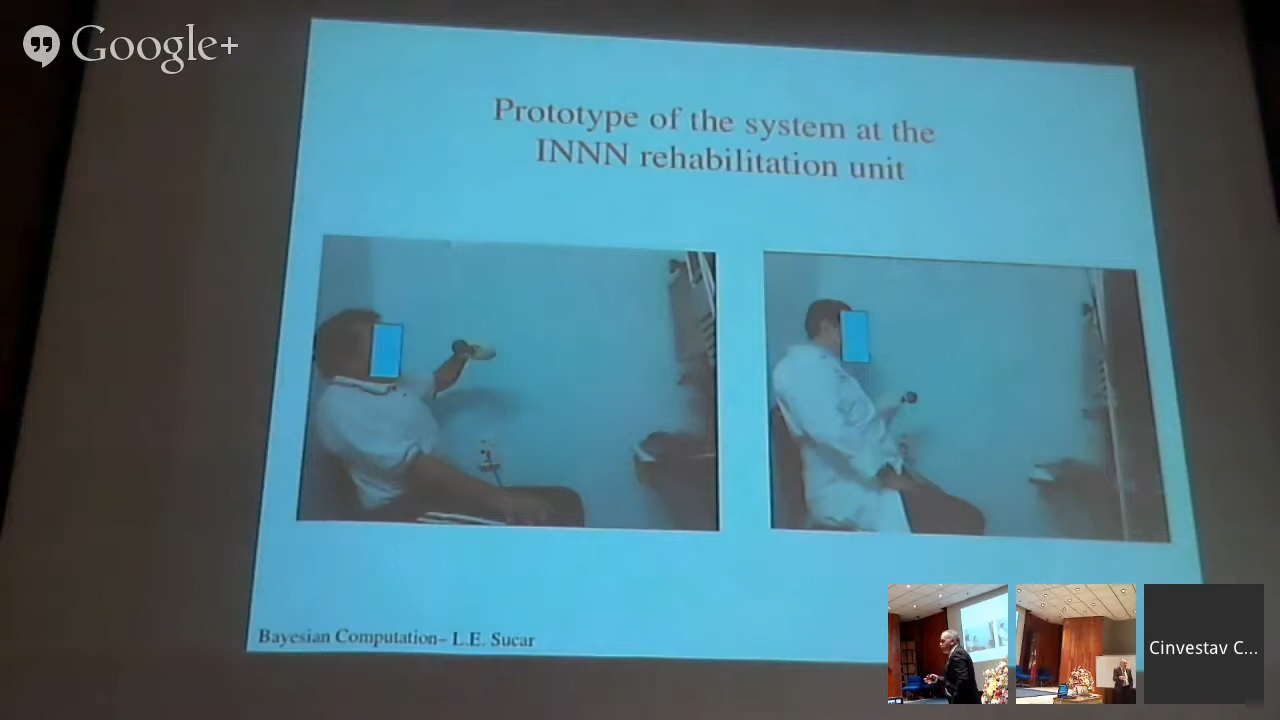 Google+
Prototype of the system at the
INNN rehabilitation unit
Bayesian Computation– L.E. Sucar
Cinvestav C...